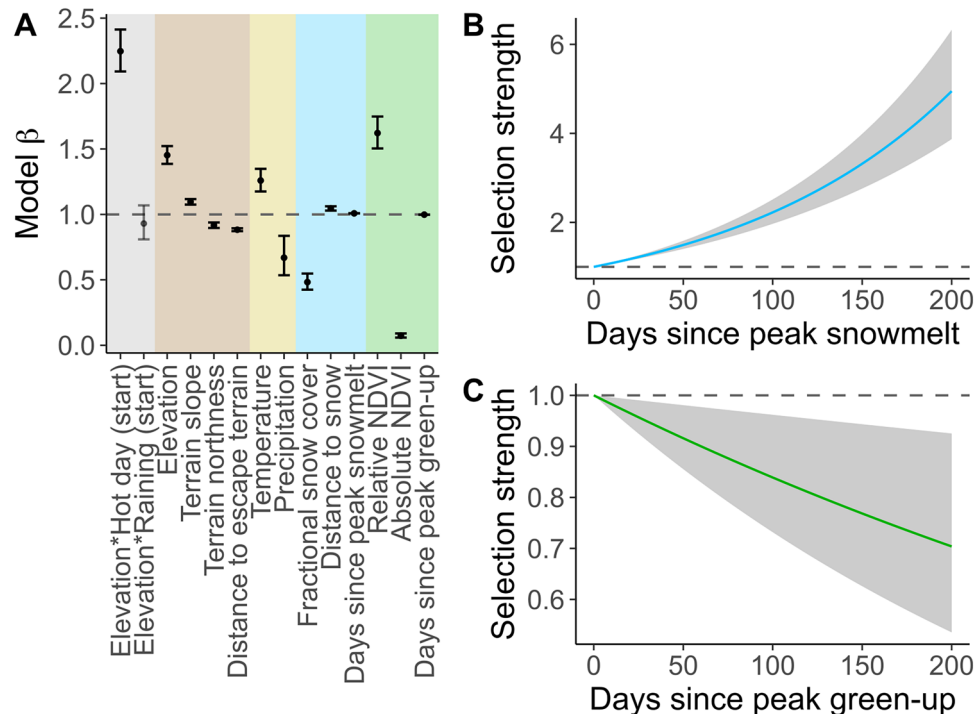 A
Model β
2.5
2.0
1.5
1.0
0.5
0.0
Elevation*Hot day (start)
Elevation*Raining (start)
Elevation
Terrain slope
Terrain northness
Distance to escape terrain
Temperature
Precipitation
Fractional snow cover
Distance to snow
Days since peak snowmelt
Relative NDVI
Absolute NDVI
Days since peak green-up
B
Selection strength
6
4
2
0
50
100
150
200
Days since peak snowmelt
C
Selection strength
1.0
0.9
0.8
0.7
0.6
0
50
100
150
200
Days since peak green-up